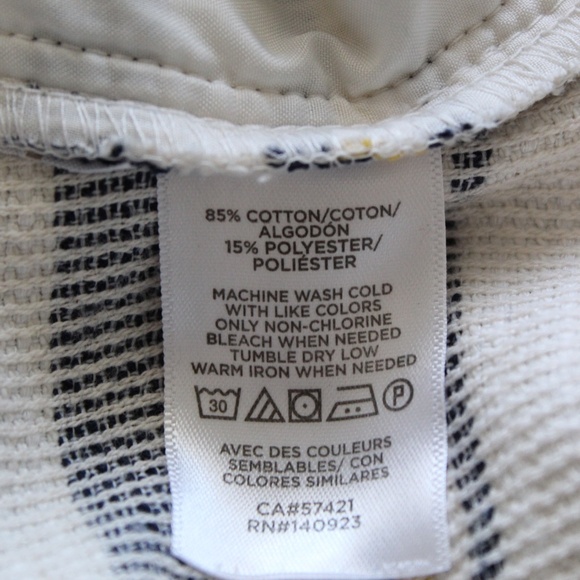 85% COTTON/COTON/
ALGODÓN
15% POLYESTER/
POLIÉSTER
MACHINE WASH COLD
WITH LIKE COLORS
ONLY NON-CHLORINE
BLEACH WHEN NEEDED
TUMBLE DRY LOW
WARM IRON WHEN NEEDED
30 P
AVEC DES COULEURS
SEMBLABLES/ CON
COLORES SIMILARES
CA#57421
RN#140923